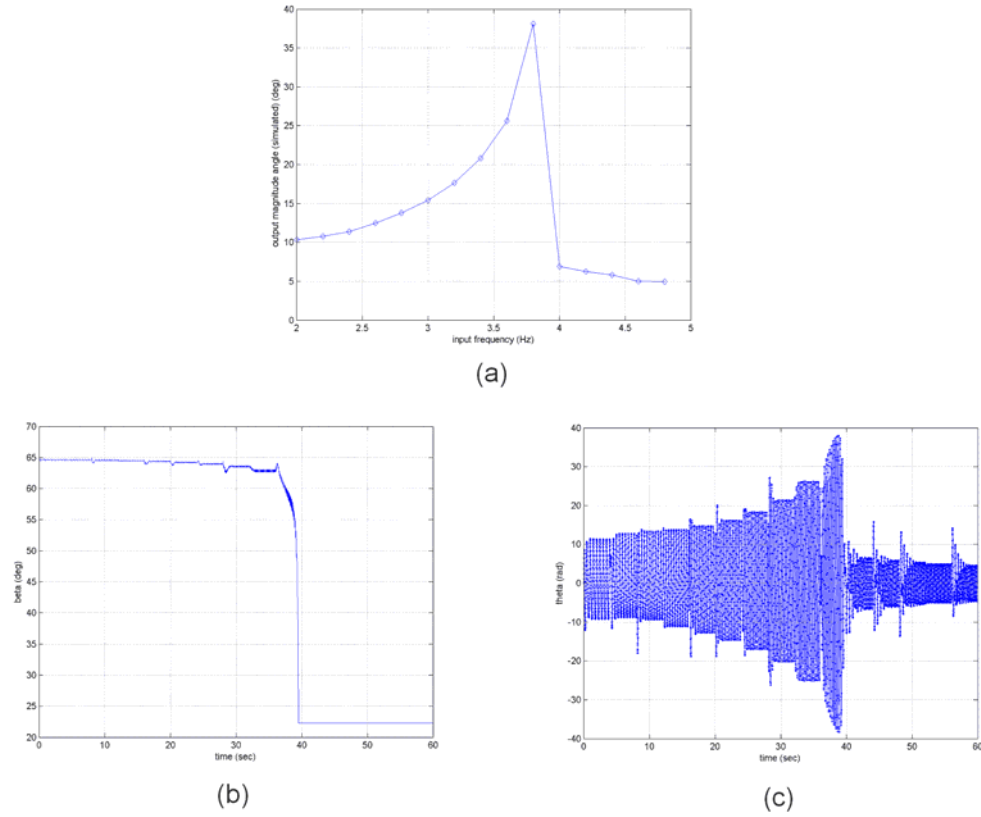 output magnitude angle (simulated) (deg)
40
35
30
25
20
15
10
5
0
2 2.5 3 3.5 4 4.5 5
input frequency (Hz)
(a)
beta (deg)
70
65
60
55
50
45
40
35
30
25
20
0 10 20 30 40 50 60
time (sec)
(b)
theta (rad)
40
30
20
10
0
-10
-20
-30
-40
0 10 20 30 40 50 60
time (sec)
(c)